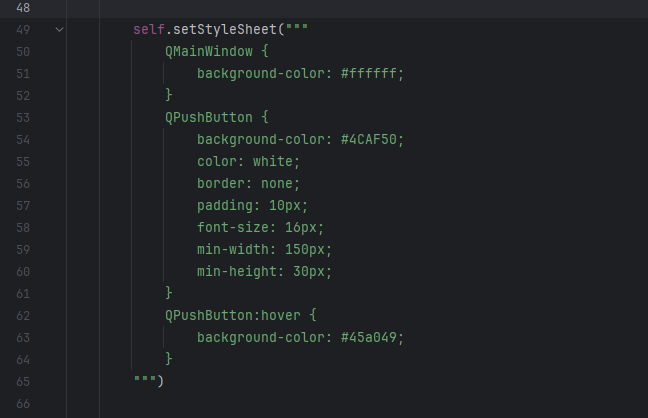 48
49 self.setStyleSheet("""
50 QMainWindow {
51 background-color: #ffffff;
52 }
53 QPushButton {
54 background-color: #4CAF50;
55 color: white;
56 border: none;
57 padding: 10px;
58 font-size: 16px;
59 min-width: 150px;
60 min-height: 30px;
61 }
62 QPushButton:hover {
63 background-color: #45a049;
64 }
65 """)
66